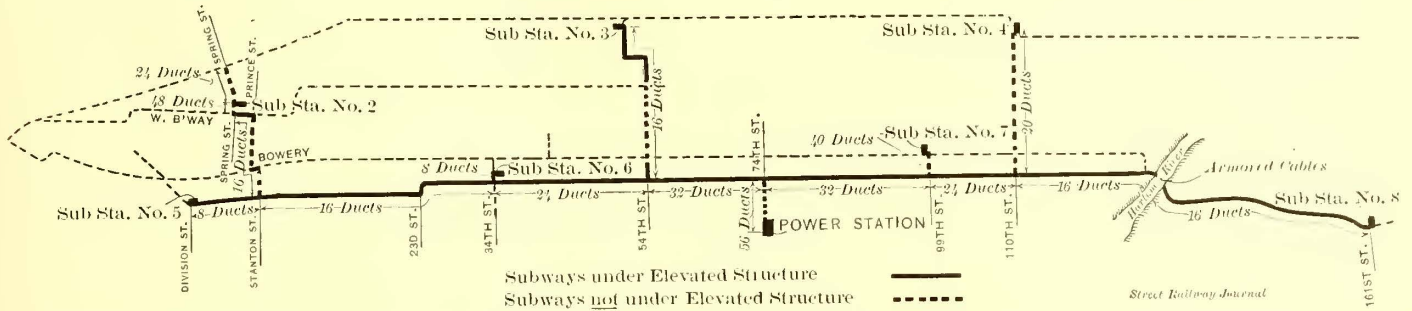 SPRING ST.
PRINCE ST.
24 Ducts
48 Ducts
Sub Sta. No. 2
W. B'WAY
SPRING ST.
16 Ducts
BOWERY
Sub Sta. No. 3
16 Ducts
Sub Sta. No. 4
20 Ducts
8 Ducts
Sub Sta. No. 6
74TH ST.
40 Ducts
Sub Sta. No. 7
Harlem River
Armored Cables
Sub Sta. No. 5
8 Ducts
16 Ducts
24 Ducts
32 Ducts
32 Ducts
24 Ducts
16 Ducts
16 Ducts
Sub Sta. No. 8
56 Ducts
POWER STATION
DIVISION ST.
STANTON ST.
23D ST.
34TH ST.
54TH ST.
99TH ST.
110TH ST.
161ST ST.
Subways under Elevated Structure
Subways not under Elevated Structure
Street Railway Journal